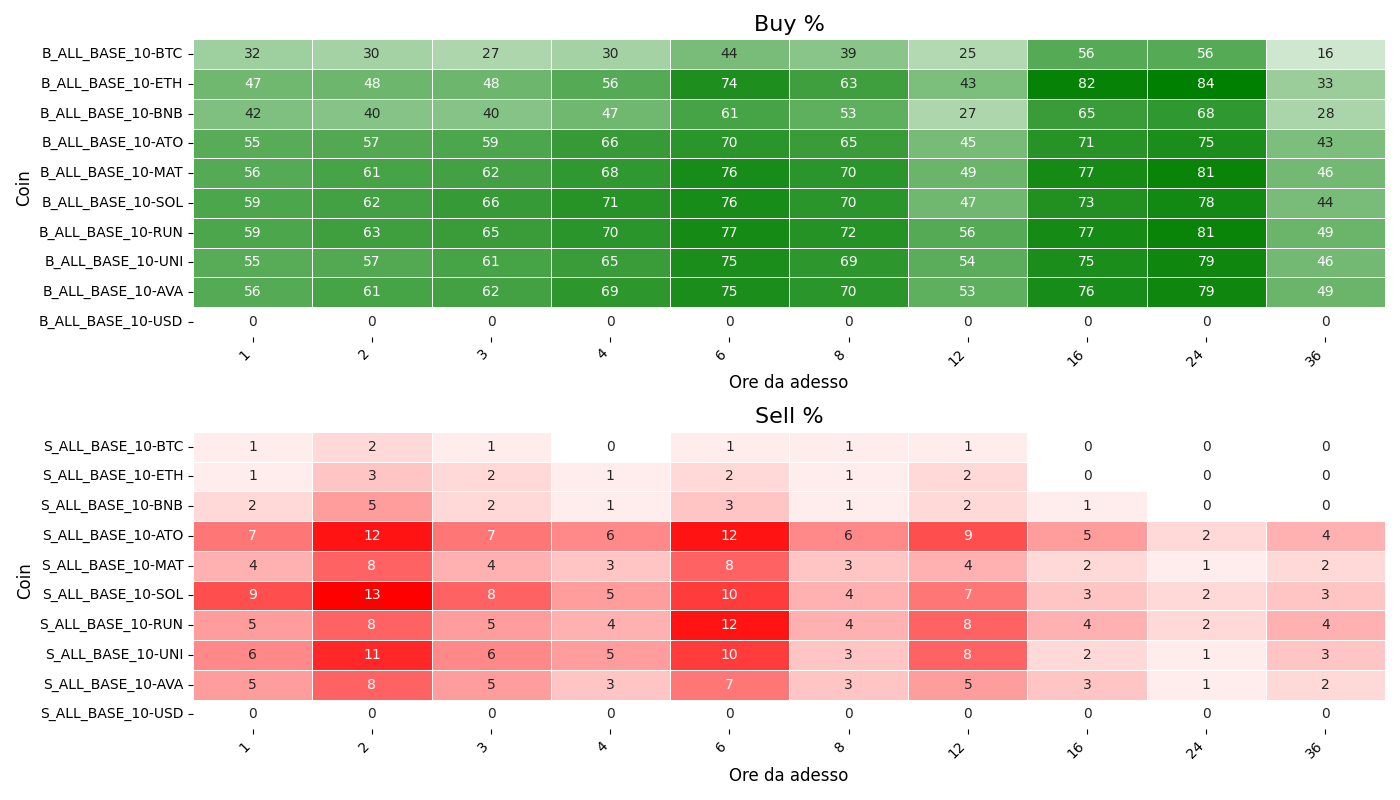 Buy %
Coin
B_ALL_BASE_10-BTC 32 30 27 30 44 39 25 56 56 16
B_ALL_BASE_10-ETH 47 48 48 56 74 63 43 82 84 33
B_ALL_BASE_10-BNB 42 40 40 47 61 53 27 65 68 28
B_ALL_BASE_10-ATO 55 57 59 66 70 65 45 71 75 43
B_ALL_BASE_10-MAT 56 61 62 68 76 70 49 77 81 46
B_ALL_BASE_10-SOL 59 62 66 71 76 70 47 73 78 44
B_ALL_BASE_10-RUN 59 63 65 70 77 72 56 77 81 49
B_ALL_BASE_10-UNI 55 57 61 65 75 69 54 75 79 46
B_ALL_BASE_10-AVA 56 61 62 69 75 70 53 76 79 49
B_ALL_BASE_10-USD 0 0 0 0 0 0 0 0 0 0
1 2 3 4 6 8 12 16 24 36
Ore da adesso
Sell %
Coin
S_ALL_BASE_10-BTC 1 2 1 0 1 1 1 0 0 0
S_ALL_BASE_10-ETH 1 3 2 1 2 1 2 0 0 0
S_ALL_BASE_10-BNB 2 5 2 1 3 1 2 1 0 0
S_ALL_BASE_10-ATO 7 12 7 6 12 6 9 5 2 4
S_ALL_BASE_10-MAT 4 8 4 3 8 3 4 2 1 2
S_ALL_BASE_10-SOL 9 13 8 5 10 4 7 3 2 3
S_ALL_BASE_10-RUN 5 8 5 4 12 4 8 4 2 4
S_ALL_BASE_10-UNI 6 11 6 5 10 3 8 2 1 3
S_ALL_BASE_10-AVA 5 8 5 3 7 3 5 3 1 2
S_ALL_BASE_10-USD 0 0 0 0 0 0 0 0 0 0
1 2 3 4 6 8 12 16 24 36
Ore da adesso